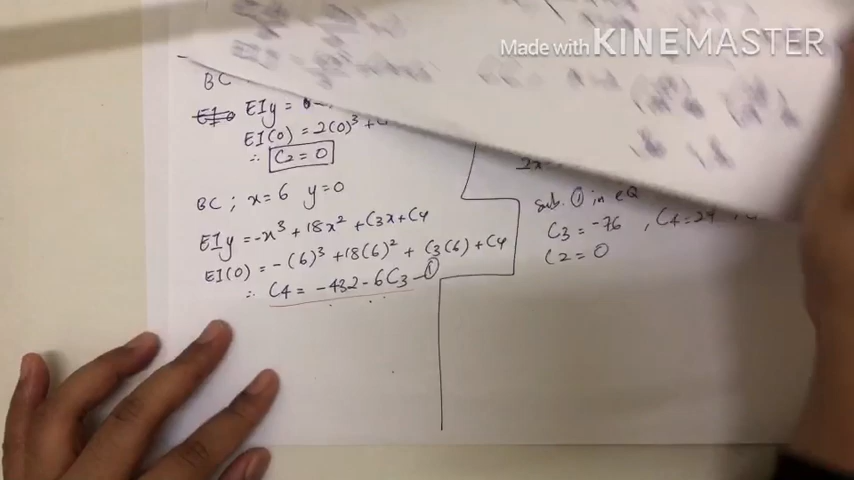 Made with KINEMASTER
BC
EIy =
EI(0) = 2(0)³ +
∴ C2 = 0
BC ; x=6 y=0
EIy = -x³ + 18x² + C3x + C4
EI(0) = -(6)³ + 18(6)² + C3(6) + C4
∴ C4 = -432 - 6C3 - ①
2x
sub. ① in eQ
C3 = -76 , C4 = 24 ,
C2 = 0